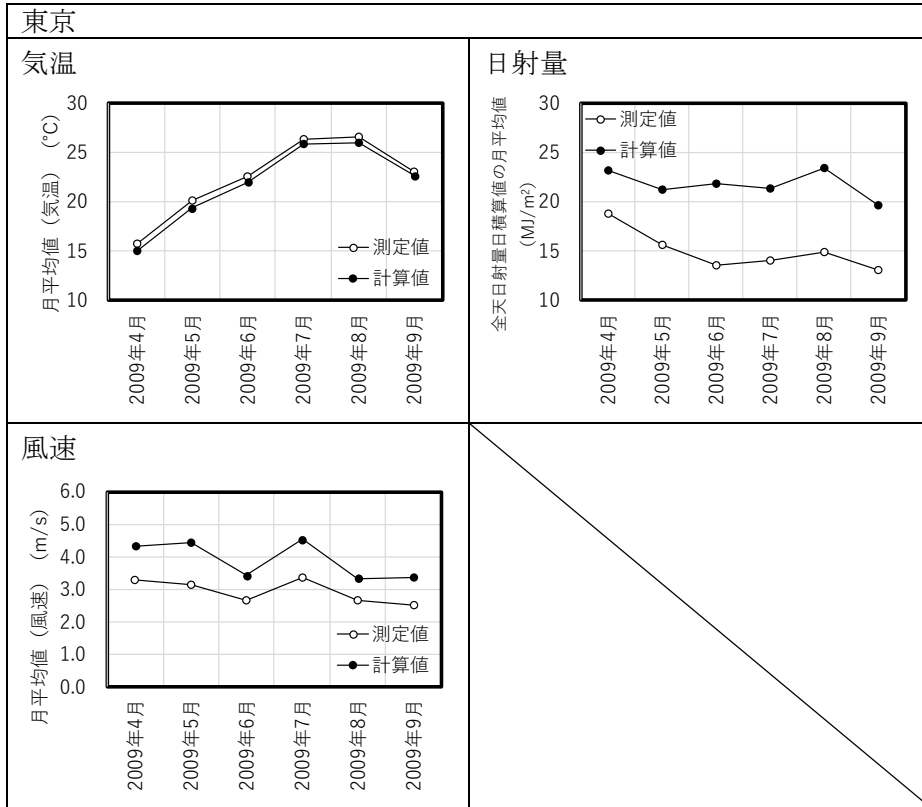 東京
気温
月平均値（気温） (℃)
30
25
20
15
10
測定値
計算値
2009年4月
2009年5月
2009年6月
2009年7月
2009年8月
2009年9月
日射量
全天日射量日積算値の月平均値
(MJ/m²)
30
25
20
15
10
測定値
計算値
2009年4月
2009年5月
2009年6月
2009年7月
2009年8月
2009年9月
風速
月平均値（風速） (m/s)
6.0
5.0
4.0
3.0
2.0
1.0
0.0
測定値
計算値
2009年4月
2009年5月
2009年6月
2009年7月
2009年8月
2009年9月